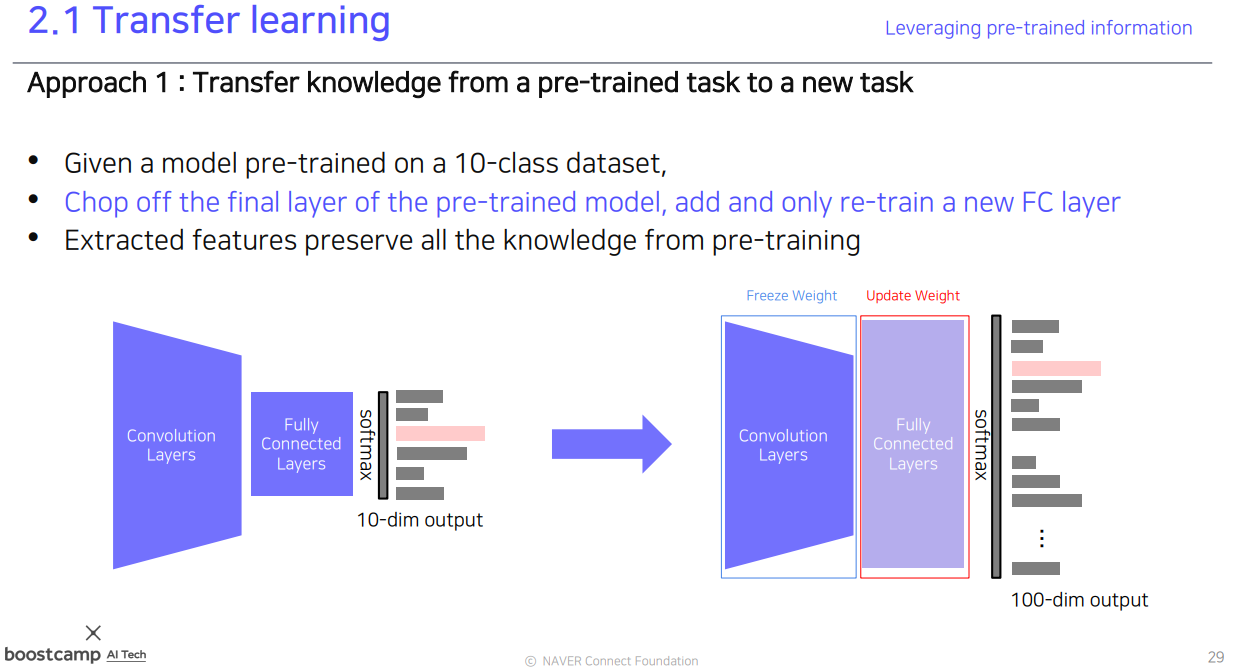 2.1 Transfer learning
Leveraging pre-trained information
Approach 1 : Transfer knowledge from a pre-trained task to a new task
• Given a model pre-trained on a 10-class dataset,
• Chop off the final layer of the pre-trained model, add and only re-train a new FC layer
• Extracted features preserve all the knowledge from pre-training
Freeze Weight
Update Weight
Convolution
Layers
Fully
Connected
Layers
softmax
10-dim output
Convolution
Layers
Fully
Connected
Layers
softmax
⋮
100-dim output
boostcamp AI Tech
© NAVER Connect Foundation
29